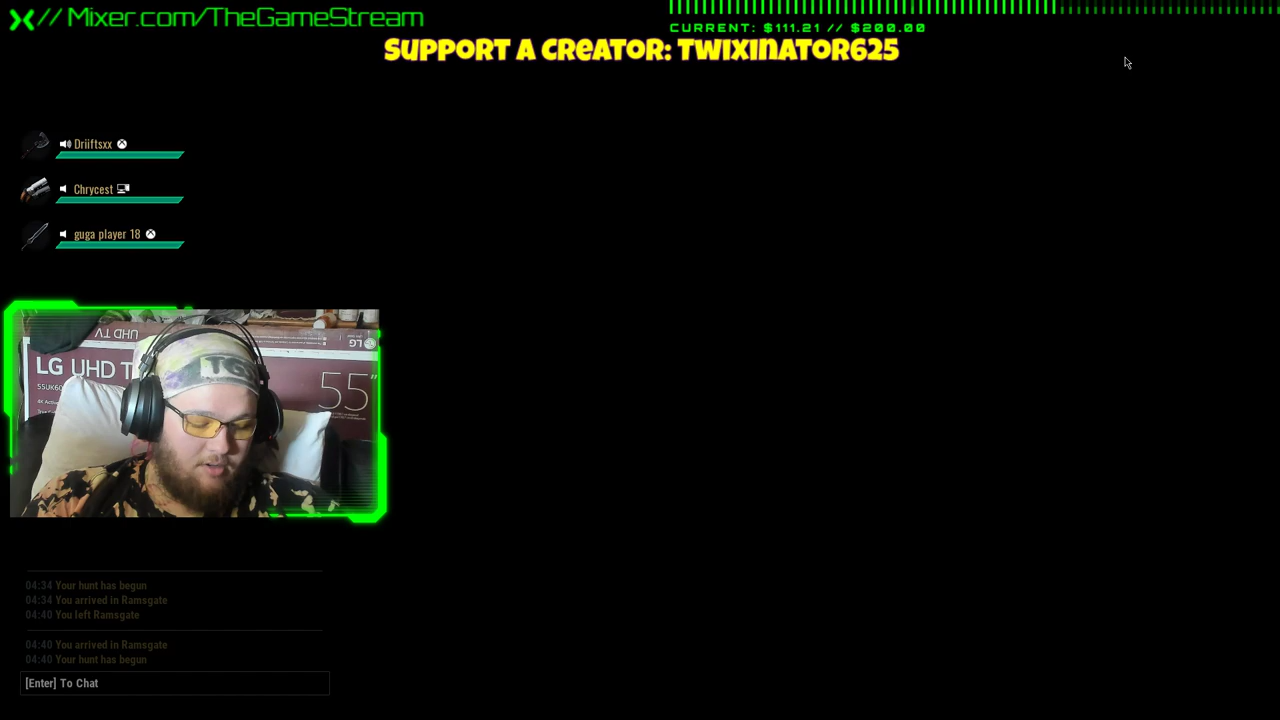 // Mixer.com/TheGameStream
CURRENT: $111.21 // $200.00
SUPPORT A CREATOR: TWIXINATOR625
Driiftsxx
Chrycest
guga player 18
UHD TV
LG
LG UHD T
55"
TGS
04:34 Your hunt has begun
04:34 You arrived in Ramsgate
04:40 You left Ramsgate
04:40 You arrived in Ramsgate
04:40 Your hunt has begun
[Enter] To Chat